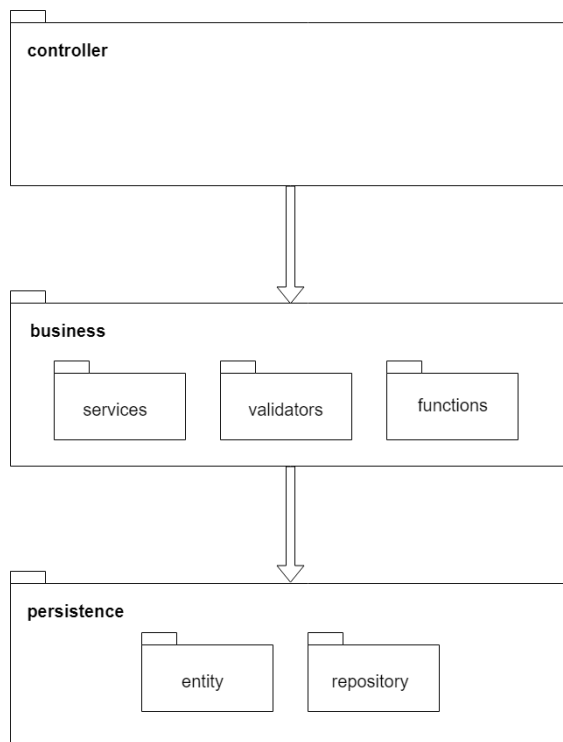 controller
business
services
validators
functions
persistence
entity
repository